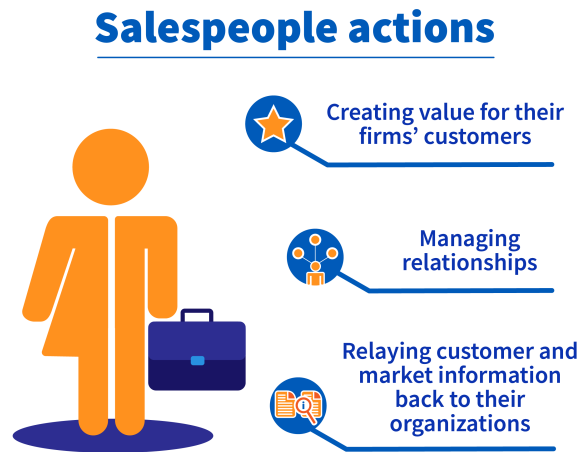 Salespeople actions
Creating value for their
firms’ customers
Managing
relationships
Relaying customer and
market information
back to their
organizations